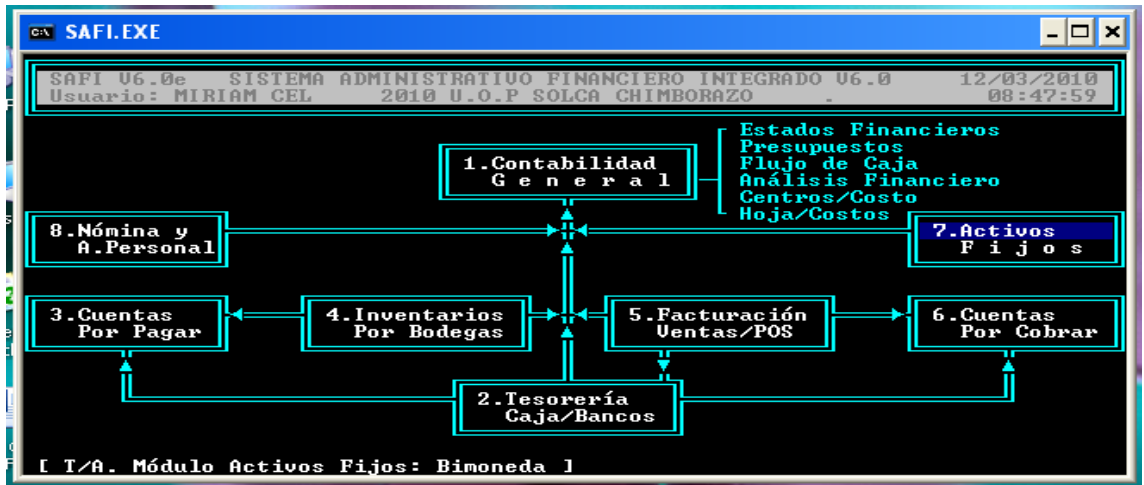 SAFI.EXE
SAFI V6.0e SISTEMA ADMINISTRATIVO FINANCIERO INTEGRADO V6.0 12/03/2010
Usuario: MIRIAM CEL 2010 U.O.P SOLCA CHIMBORAZO . 08:47:59
1.Contabilidad
G e n e r a l
Estados Financieros
Presupuestos
Flujo de Caja
Análisis Financiero
Centros/Costo
Hoja/Costos
8.Nómina y
A.Personal
7.Activos
F i j o s
3.Cuentas
Por Pagar
4.Inventarios
Por Bodegas
5.Facturación
Ventas/POS
6.Cuentas
Por Cobrar
2.Tesorería
Caja/Bancos
[ T/A. Módulo Activos Fijos: Bimoneda ]